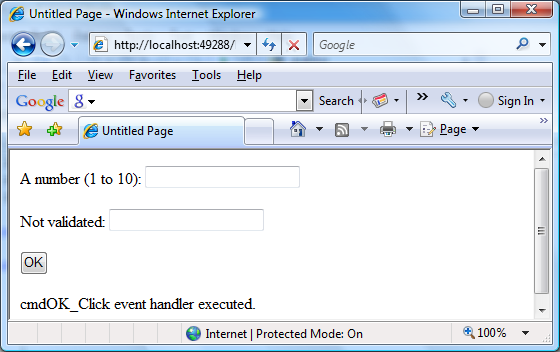 Untitled Page - Windows Internet Explorer
http://localhost:49288/ Google
File Edit View Favorites Tools Help
Google g Search » Sign In
Untitled Page Page »
A number (1 to 10):
Not validated:
OK
cmdOK_Click event handler executed.
Internet | Protected Mode: On 100%